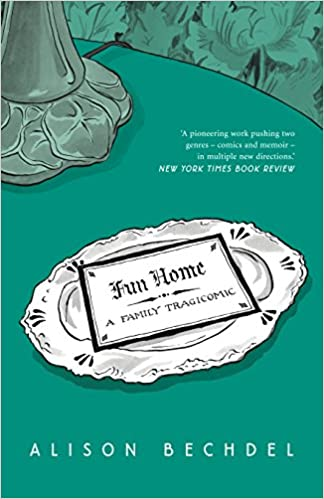 'A pioneering work pushing two
genres – comics and memoir –
in multiple new directions.'
NEW YORK TIMES BOOK REVIEW
Fun Home
A FAMILY TRAGICOMIC
ALISON BECHDEL